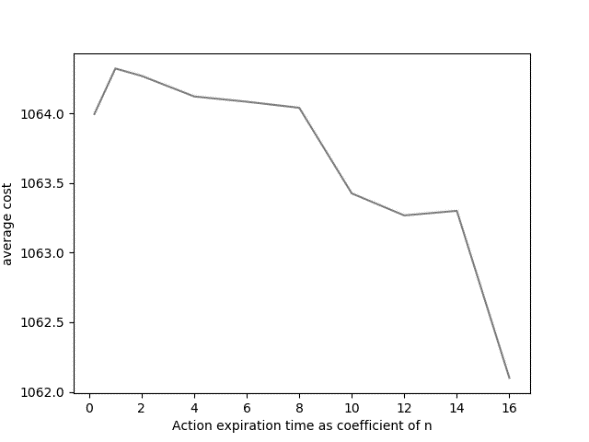 1064.0
1063.5
1063.0
1062.5
1062.0
average cost
0 2 4 6 8 10 12 14 16
Action expiration time as coefficient of n